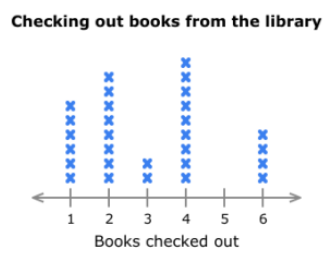 Checking out books from the library
1 2 3 4 5 6
Books checked out